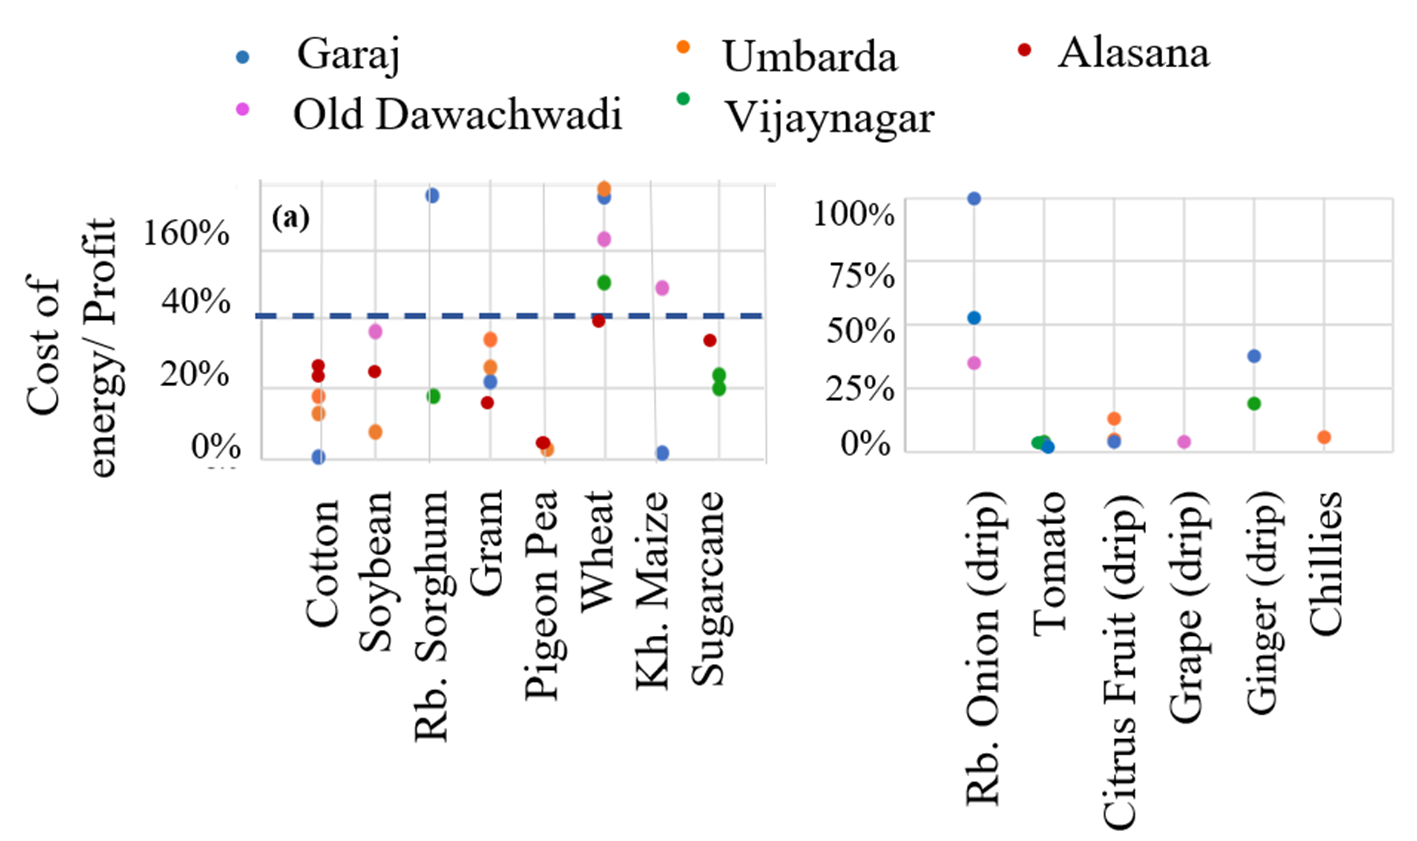 Garaj
Umbarda
Alasana
Old Dawachwadi
Vijaynagar
Cost of
energy/ Profit
(a)
160%
40%
20%
0%
Cotton
Soybean
Rb. Sorghum
Gram
Pigeon Pea
Wheat
Kh. Maize
Sugarcane
100%
75%
50%
25%
0%
Rb. Onion (drip)
Tomato
Citrus Fruit (drip)
Grape (drip)
Ginger (drip)
Chillies